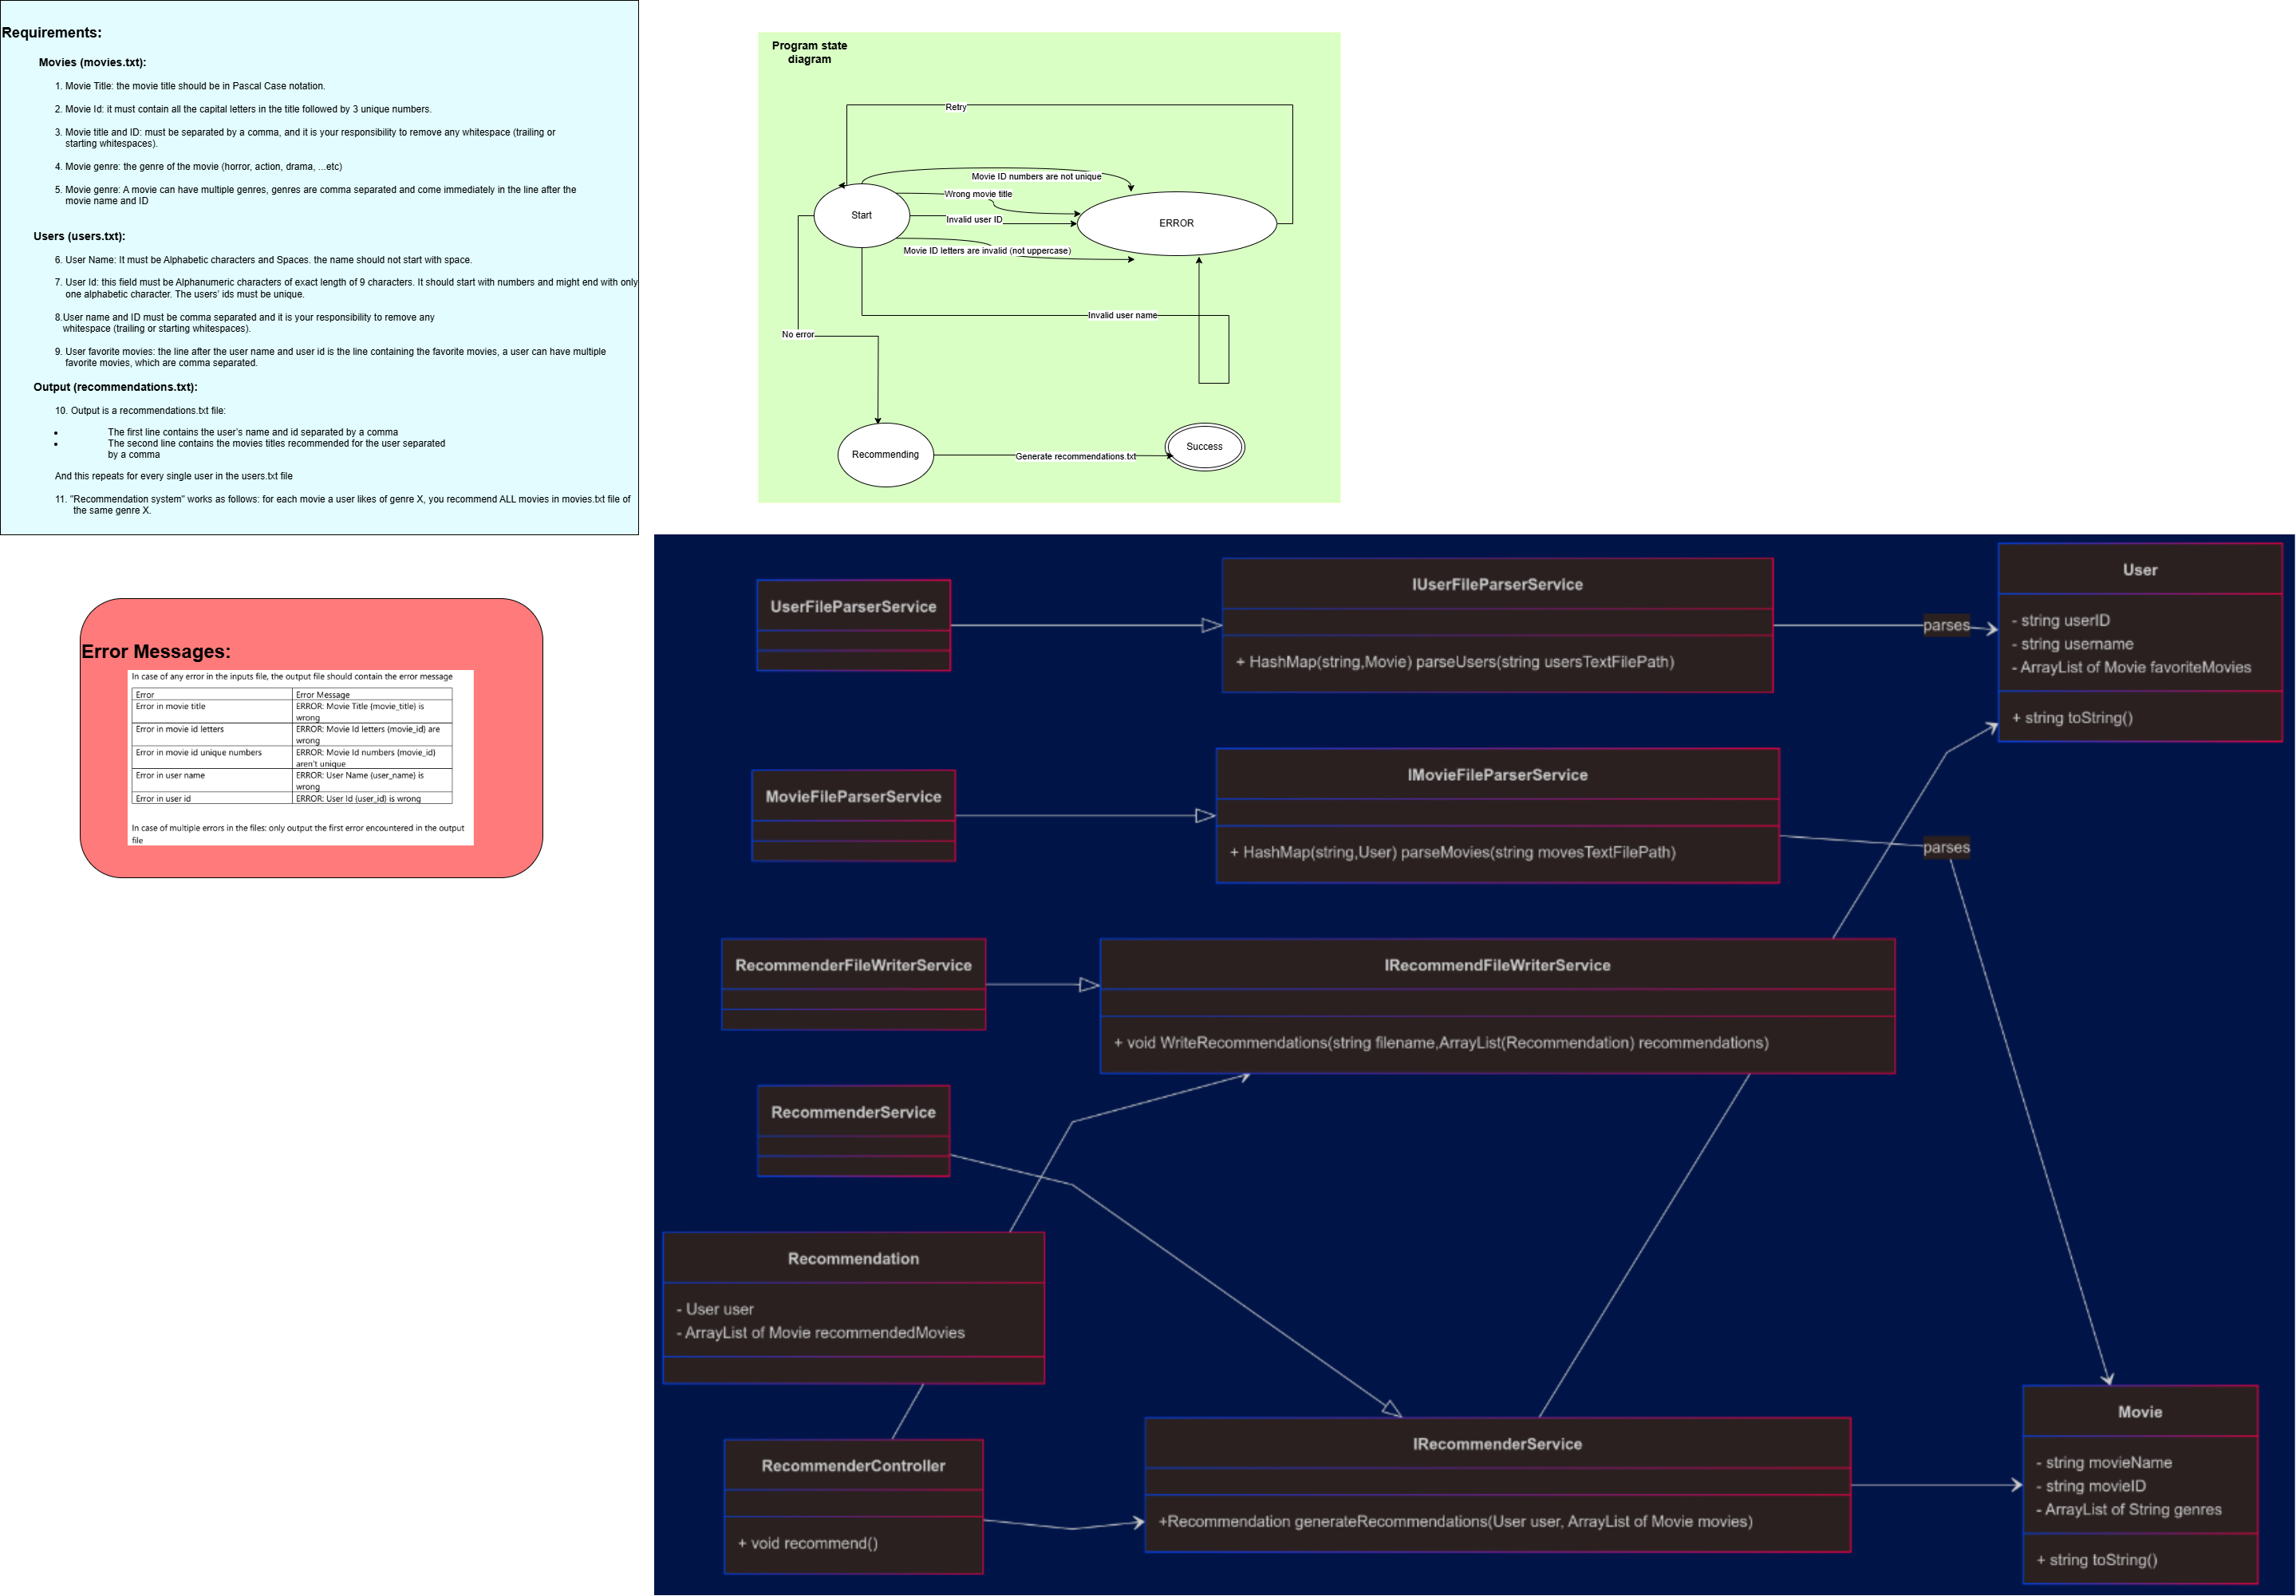 Requirements:
Movies (movies.txt):
1. Movie Title: the movie title should be in Pascal Case notation.
2. Movie Id: it must contain all the capital letters in the title followed by 3 unique numbers.
3. Movie title and ID: must be separated by a comma, and it is your responsibility to remove any whitespace (trailing or
starting whitespaces).
4. Movie genre: the genre of the movie (horror, action, drama, ...etc)
5. Movie genre: A movie can have multiple genres, genres are comma separated and come immediately in the line after the
movie name and ID
Users (users.txt):
6. User Name: It must be Alphabetic characters and Spaces. the name should not start with space.
7. User Id: this field must be Alphanumeric characters of exact length of 9 characters. It should start with numbers and might end with only
one alphabetic character. The users' ids must be unique.
8.User name and ID must be comma separated and it is your responsibility to remove any
whitespace (trailing or starting whitespaces).
9. User favorite movies: the line after the user name and user id is the line containing the favorite movies, a user can have multiple
favorite movies, which are comma separated.
Output (recommendations.txt):
10. Output is a recommendations.txt file:
• The first line contains the user's name and id separated by a comma
• The second line contains the movies titles recommended for the user separated
by a comma
And this repeats for every single user in the users.txt file
11. "Recommendation system" works as follows: for each movie a user likes of genre X, you recommend ALL movies in movies.txt file of
the same genre X.
Program state
diagram
Retry
Movie ID numbers are not unique
Wrong movie title
Start
Invalid user ID
ERROR
Movie ID letters are invalid (not uppercase)
Invalid user name
No error
Recommending
Generate recommendations.txt
Success
Error Messages:
In case of any error in the inputs file, the output file should contain the error message
Error Error Message
Error in movie title ERROR: Movie Title {movie_title} is
wrong
Error in movie id letters ERROR: Movie Id letters {movie_id} are
wrong
Error in movie id unique numbers ERROR: Movie Id numbers {movie_id}
aren't unique
Error in user name ERROR: User Name {user_name} is
wrong
Error in user id ERROR: User Id {user_id} is wrong
In case of multiple errors in the files: only output the first error encountered in the output
file
UserFileParserService
IUserFileParserService
+ HashMap(string,Movie) parseUsers(string usersTextFilePath)
parses
User
- string userID
- string username
- ArrayList of Movie favoriteMovies
+ string toString()
MovieFileParserService
IMovieFileParserService
+ HashMap(string,User) parseMovies(string movesTextFilePath)
parses
RecommenderFileWriterService
IRecommendFileWriterService
+ void WriteRecommendations(string filename,ArrayList(Recommendation) recommendations)
RecommenderService
Recommendation
- User user
- ArrayList of Movie recommendedMovies
RecommenderController
+ void recommend()
IRecommenderService
+Recommendation generateRecommendations(User user, ArrayList of Movie movies)
Movie
- string movieName
- string movieID
- ArrayList of String genres
+ string toString()